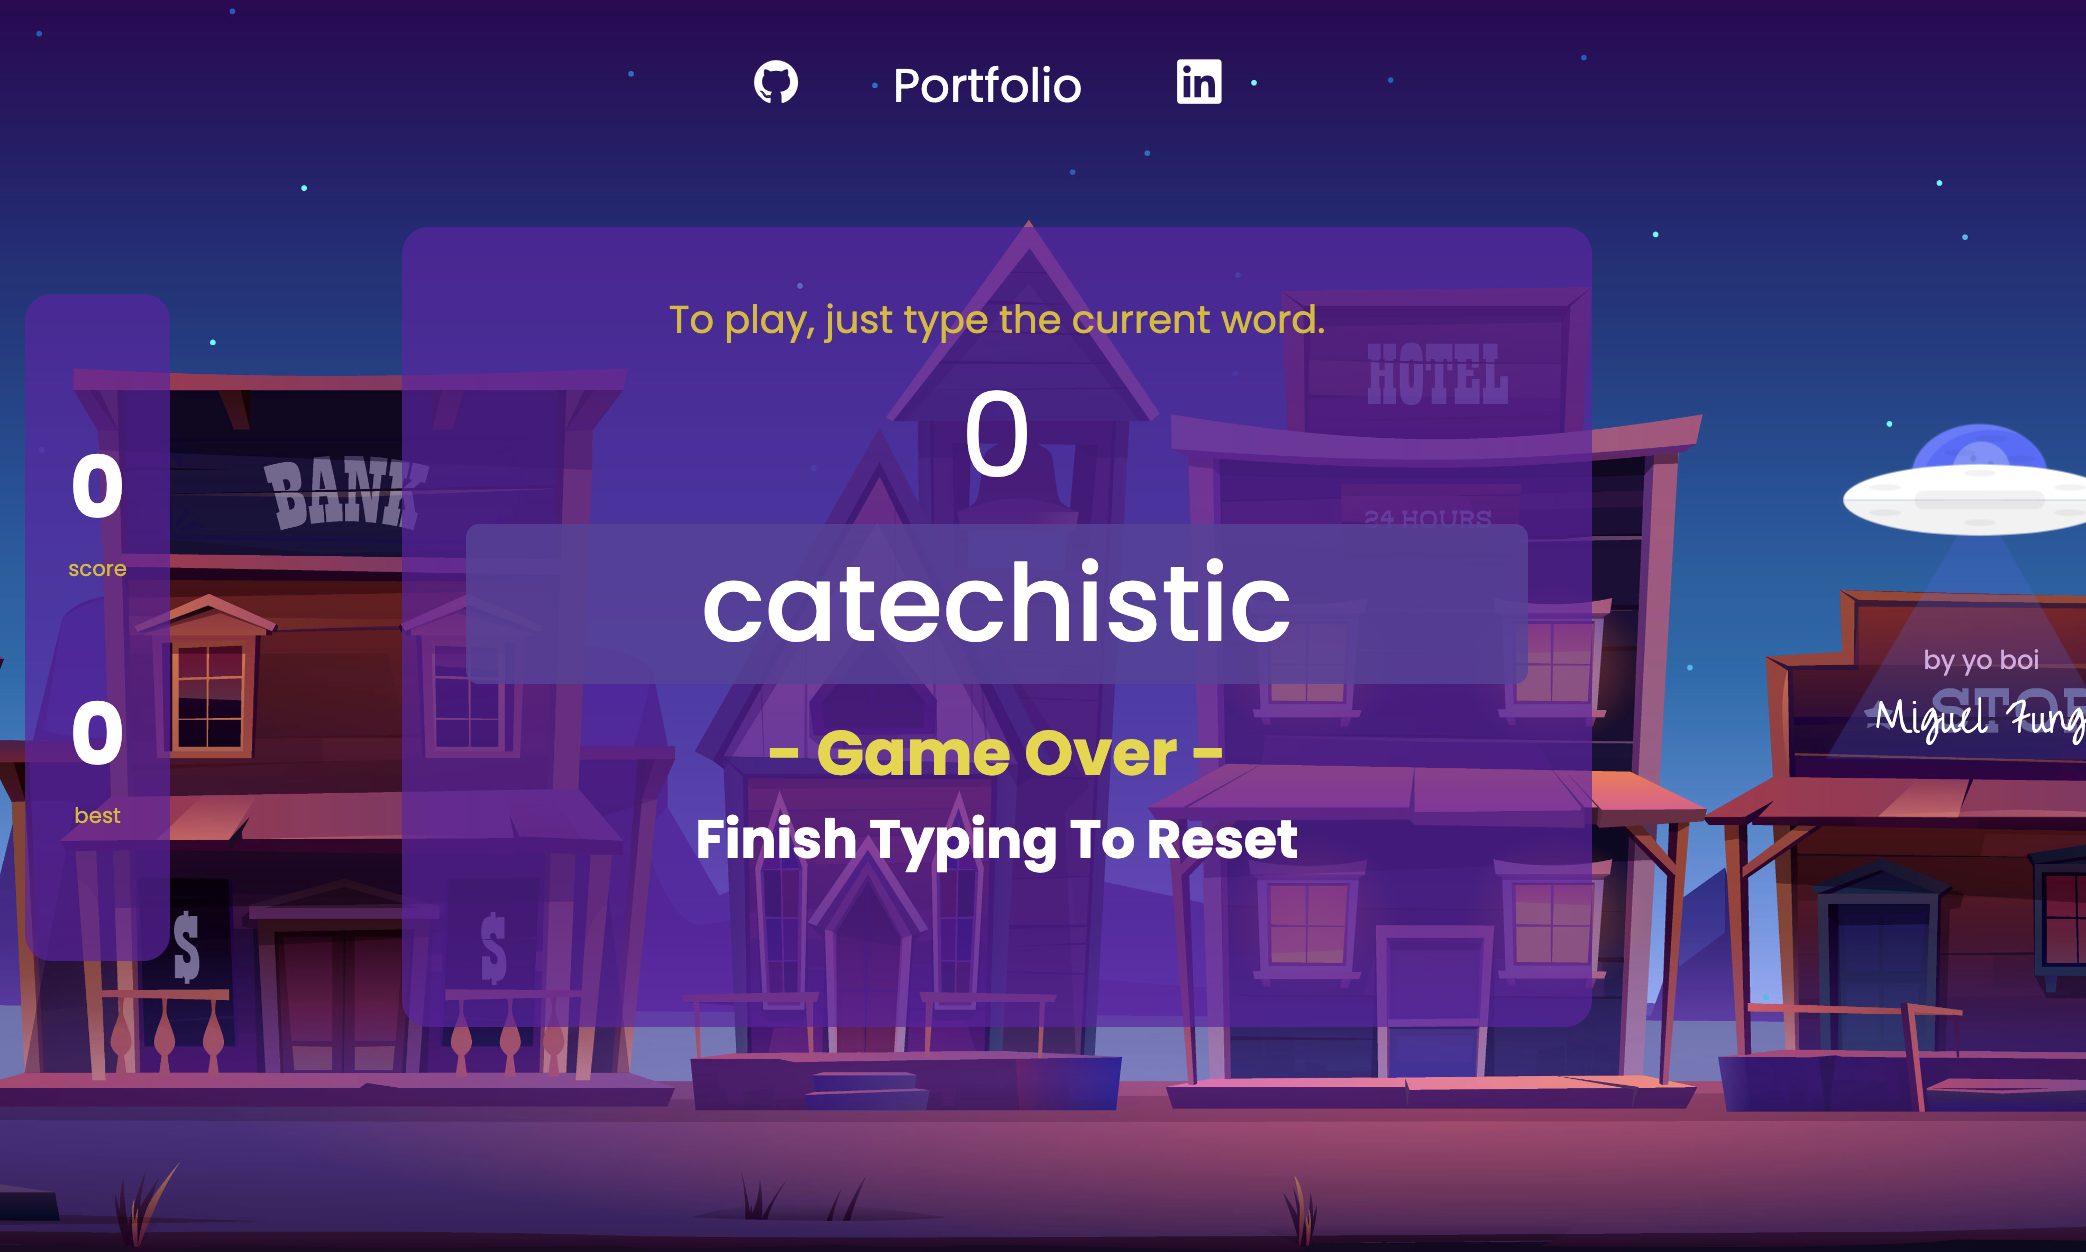 Portfolio
in
To play, just type the current word.
0
catechistic
- Game Over -
Finish Typing To Reset
0
score
0
best
BANK
HOTEL
24 HOURS
$
$
by yo boi
Miguel Fung